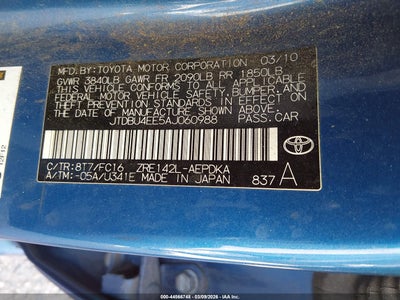 MFD. BY: TOYOTA MOTOR CORPORATION 03/10
GVWR 3840LB GAWR FR 2090LB RR 1850LB
THIS VEHICLE CONFORMS TO ALL APPLICABLE
FEDERAL MOTOR VEHICLE SAFETY, BUMPER,
AND THEFT PREVENTION STANDARDS IN EFFECT
ON THE DATE OF MANUFACTURE SHOWN ABOVE.
JTDBU4EE5AJ060988 PASS. CAR
C/TR: 8T7/FC16 ZRE142L-AEPDKA
A/TM: -05A/U341E MADE IN JAPAN 837 A
TOYOTA
000-44566748 - 03/09/2026 - IAA Inc.